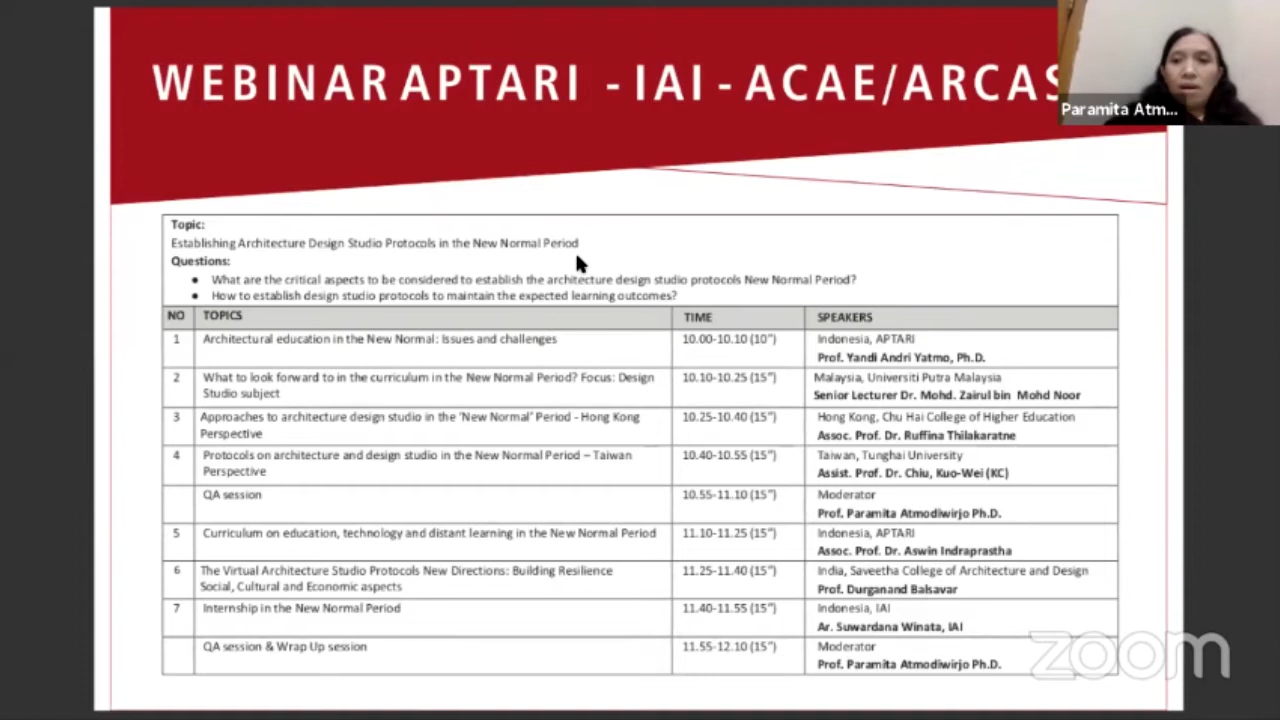 WEBINAR APTARI - IAI - ACAE/ARCAS
Paramita Atm...
Topic:
Establishing Architecture Design Studio Protocols in the New Normal Period
Questions:
● What are the critical aspects to be considered to establish the architecture design studio protocols New Normal Period?
● How to establish design studio protocols to maintain the expected learning outcomes?
NO TOPICS TIME SPEAKERS
1 Architectural education in the New Normal: Issues and challenges 10.00-10.10 (10") Indonesia, APTARI
Prof. Yandi Andri Yatmo, Ph.D.
2 What to look forward to in the curriculum in the New Normal Period? Focus: Design 10.10-10.25 (15") Malaysia, Universiti Putra Malaysia
Studio subject Senior Lecturer Dr. Mohd. Zairul bin Mohd Noor
3 Approaches to architecture design studio in the 'New Normal' Period - Hong Kong 10.25-10.40 (15") Hong Kong, Chu Hai College of Higher Education
Perspective Assoc. Prof. Dr. Ruffina Thilakaratne
4 Protocols on architecture and design studio in the New Normal Period – Taiwan 10.40-10.55 (15") Taiwan, Tunghai University
Perspective Assist. Prof. Dr. Chiu, Kuo-Wei (KC)
QA session 10.55-11.10 (15") Moderator
Prof. Paramita Atmodiwirjo Ph.D.
5 Curriculum on education, technology and distant learning in the New Normal Period 11.10-11.25 (15") Indonesia, APTARI
Assoc. Prof. Dr. Aswin Indraprastha
6 The Virtual Architecture Studio Protocols New Directions: Building Resilience 11.25-11.40 (15") India, Saveetha College of Architecture and Design
Social, Cultural and Economic aspects Prof. Durganand Balsavar
7 Internship in the New Normal Period 11.40-11.55 (15") Indonesia, IAI
Ar. Suwardana Winata, IAI
QA session & Wrap Up session 11.55-12.10 (15") Moderator
Prof. Paramita Atmodiwirjo Ph.D.
zoom